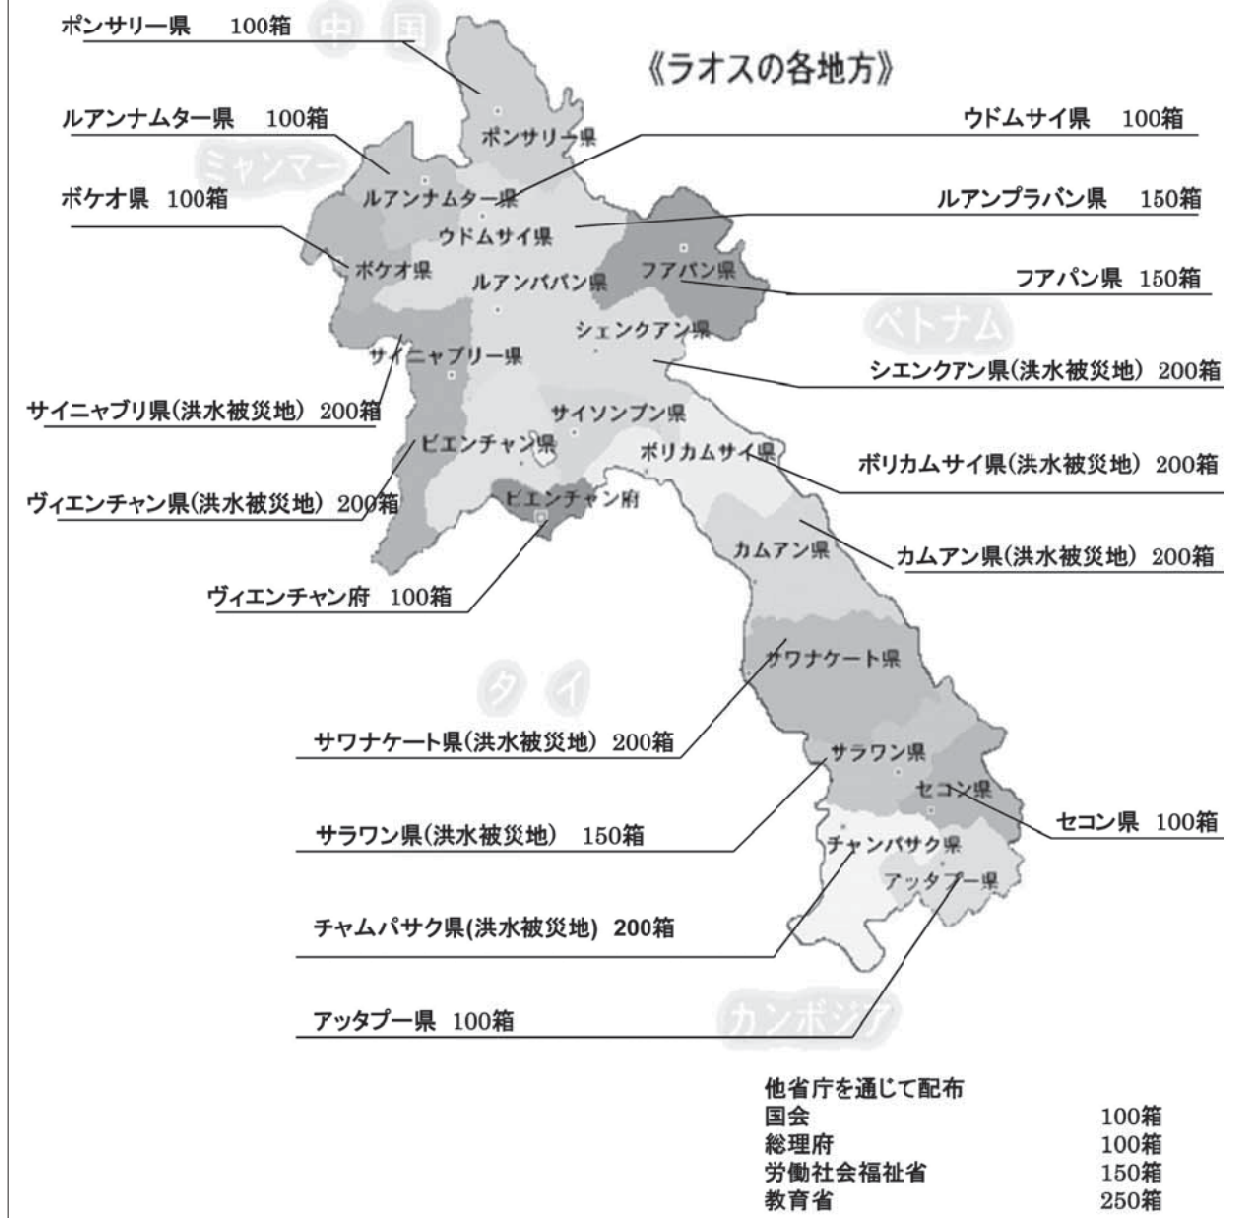 ポンサリー県 100箱
中国
《ラオスの各地方》
ルアンナムター県 100箱
ウドムサイ県 100箱
ポンサリー県
ミャンマー
ボケオ県 100箱
ルアンナムター県
ルアンプラバン県 150箱
ウドムサイ県
ボケオ県
フアパン県
ルアンパバン県
フアパン県 150箱
ベトナム
シェンクアン県
サイニャブリー県
シエンクアン県(洪水被災地) 200箱
サイニャブリ県(洪水被災地) 200箱
サイソンブン県
ビエンチャン県
ボリカムサイ県
ボリカムサイ県(洪水被災地) 200箱
ヴィエンチャン県(洪水被災地) 200箱
ビエンチャン府
カムアン県
カムアン県(洪水被災地) 200箱
ヴィエンチャン府 100箱
サワナケート県
タイ
サワナケート県(洪水被災地) 200箱
サラワン県
セコン県
セコン県 100箱
サラワン県(洪水被災地) 150箱
チャンパサク県
アッタプー県
チャムパサク県(洪水被災地) 200箱
カンボジア
アッタプー県 100箱
他省庁を通じて配布
国会 100箱
総理府 100箱
労働社会福祉省 150箱
教育省 250箱